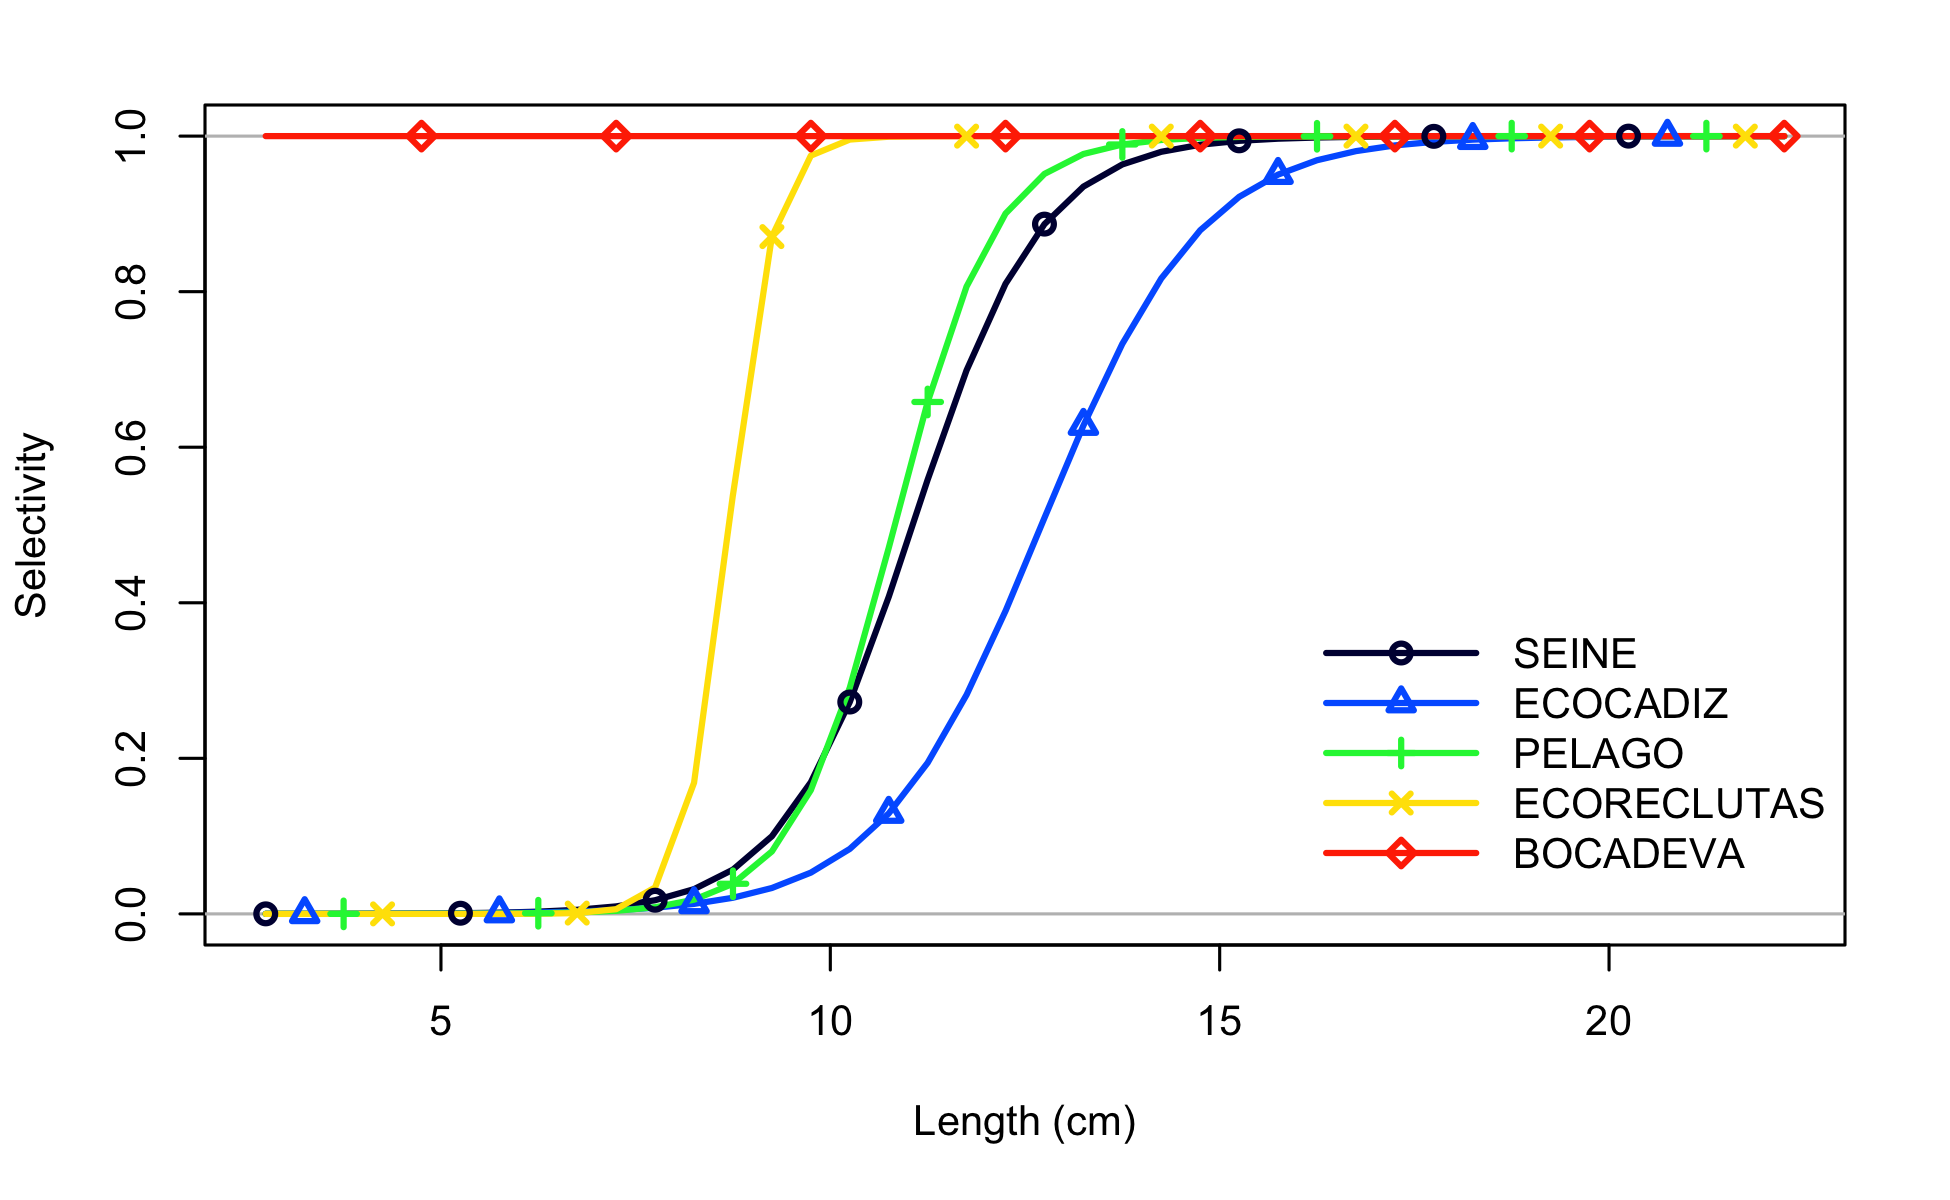 1.0
0.8
0.6
0.4
0.2
0.0
Selectivity
SEINE
ECOCADIZ
PELAGO
ECORECLUTAS
BOCADEVA
5 10 15 20
Length (cm)